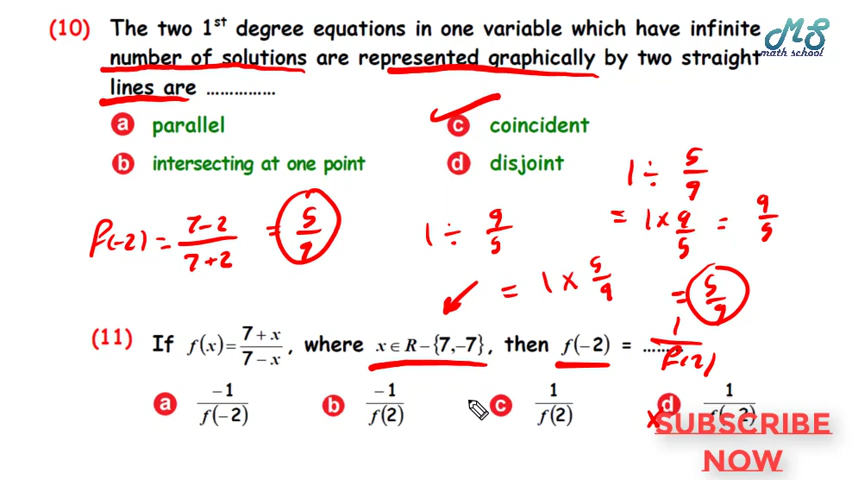 (10) The two 1st degree equations in one variable which have infinite
number of solutions are represented graphically by two straight
lines are ...............
MS
math school
a parallel
c coincident
b intersecting at one point
d disjoint
f(-2) = 7-2/7+2 = 5/9
1 ÷ 9/5
= 1 × 5/9
= 5/9
1 ÷ 5/9
= 1 × 9/5 = 9/5
(11) If f(x) = 7 + x/7 − x, where x ∈ R − {7, −7}, then f(−2) = ........
1/f(2)
a −1/f(−2)
b −1/f(2)
c 1/f(2)
d 1/f(−2)
x
SUBSCRIBE
NOW